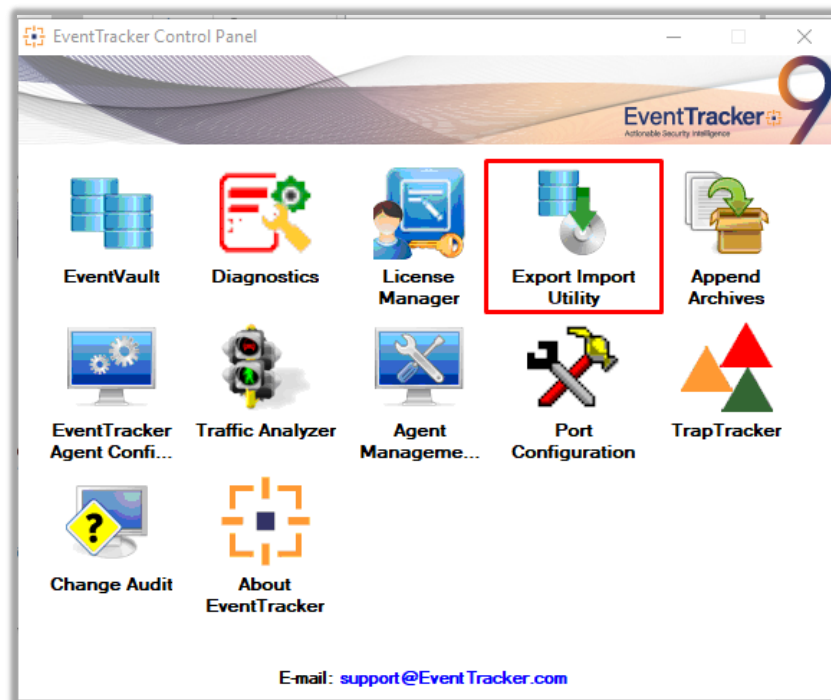 EventTracker Control Panel
EventTracker
9
Actionable Security Intelligence
EventVault
Diagnostics
License
Manager
Export Import
Utility
Append
Archives
EventTracker
Agent Confi...
Traffic Analyzer
Agent
Manageme...
Port
Configuration
TrapTracker
?
Change Audit
About
EventTracker
E-mail: support@EventTracker.com